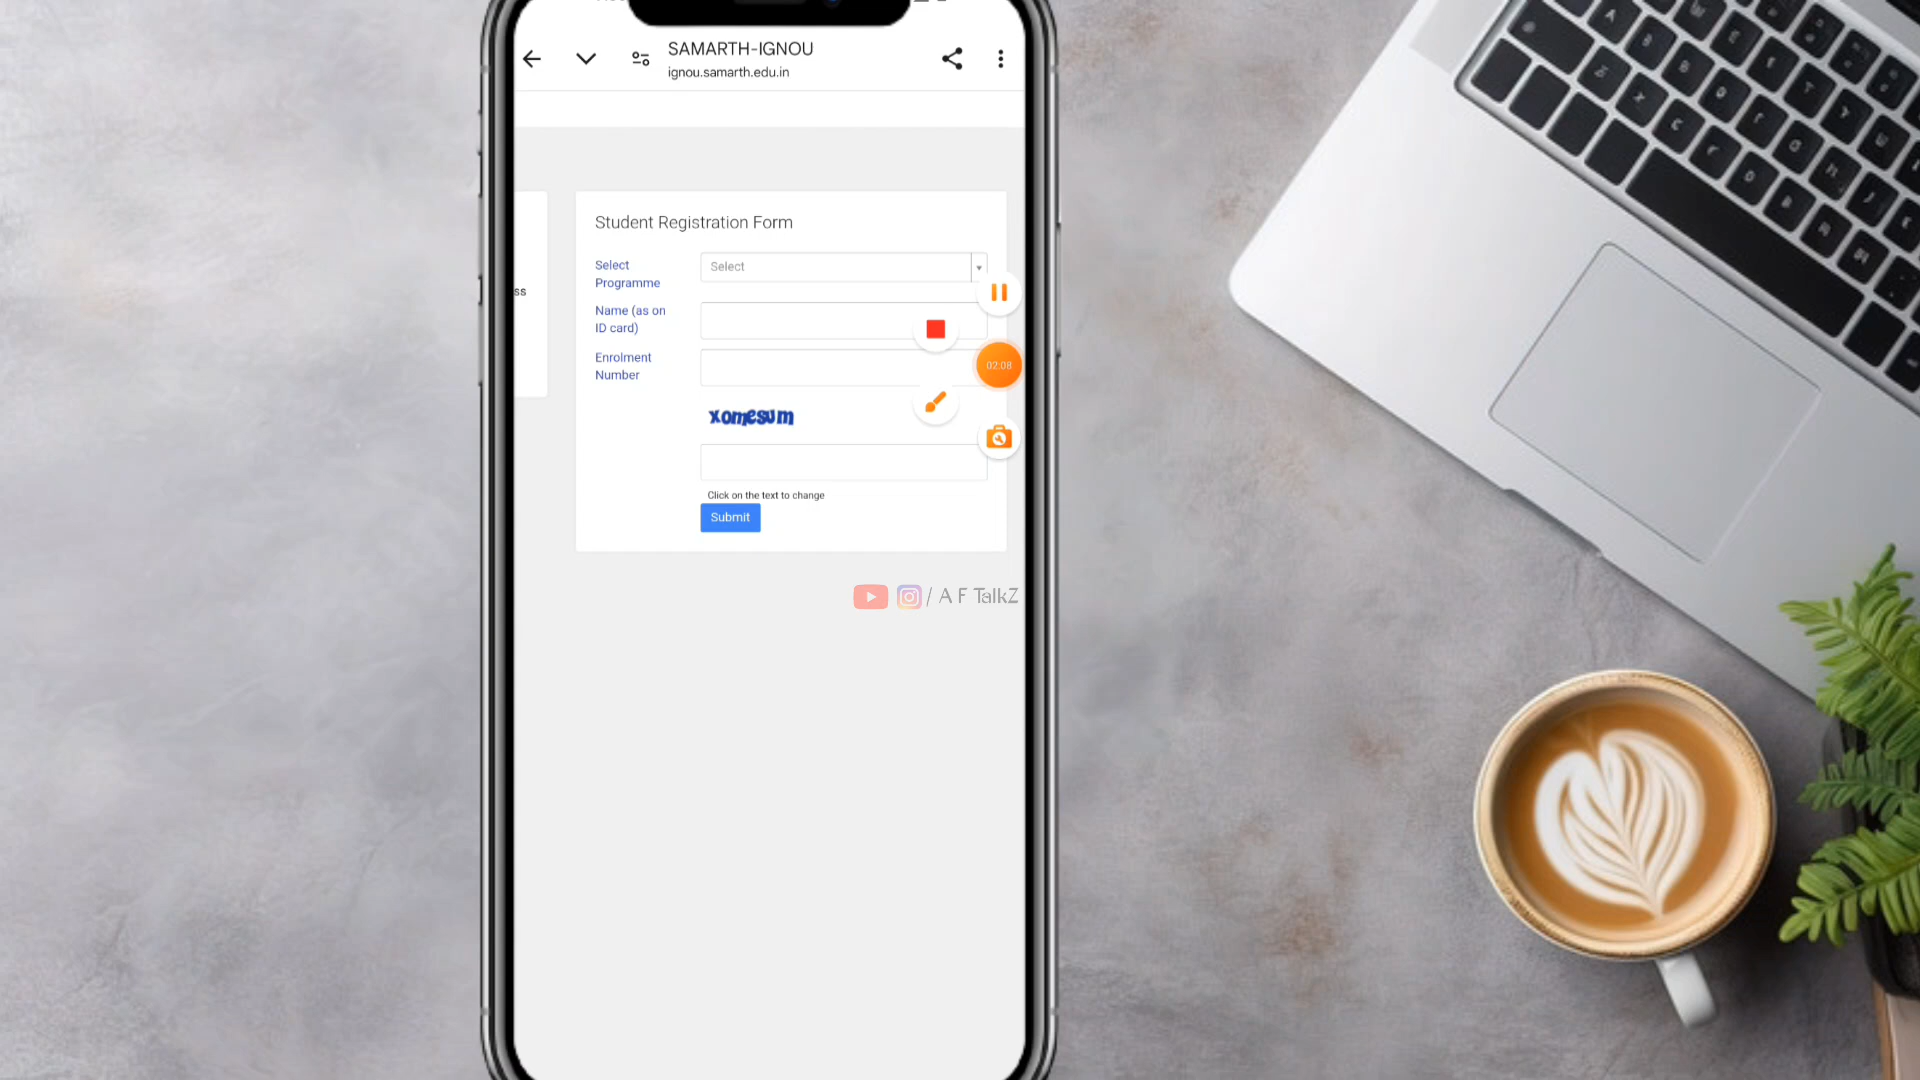 SAMARTH-IGNOU
ignou.samarth.edu.in
ss
Student Registration Form
Select
Programme
Select
Name (as on
ID card)
Enrolment
Number
02:08
xomesum
Click on the text to change
Submit
/ A F TalkZ